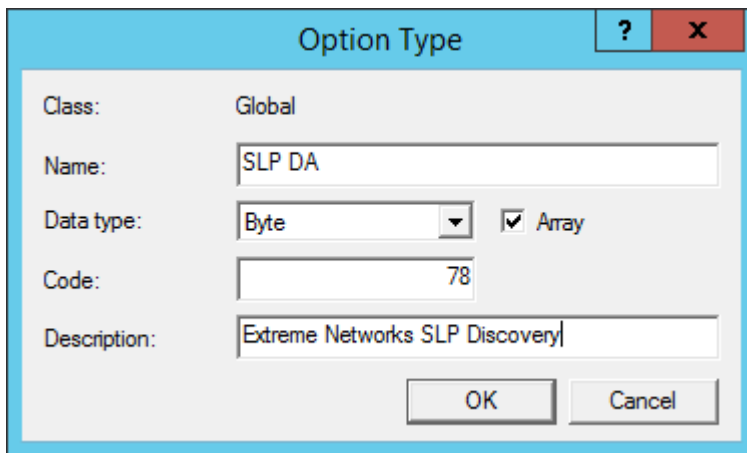 Option Type
?
x
Class: Global
Name: SLP DA
Data type: Byte Array
Code: 78
Description: Extreme Networks SLP Discovery
OK Cancel